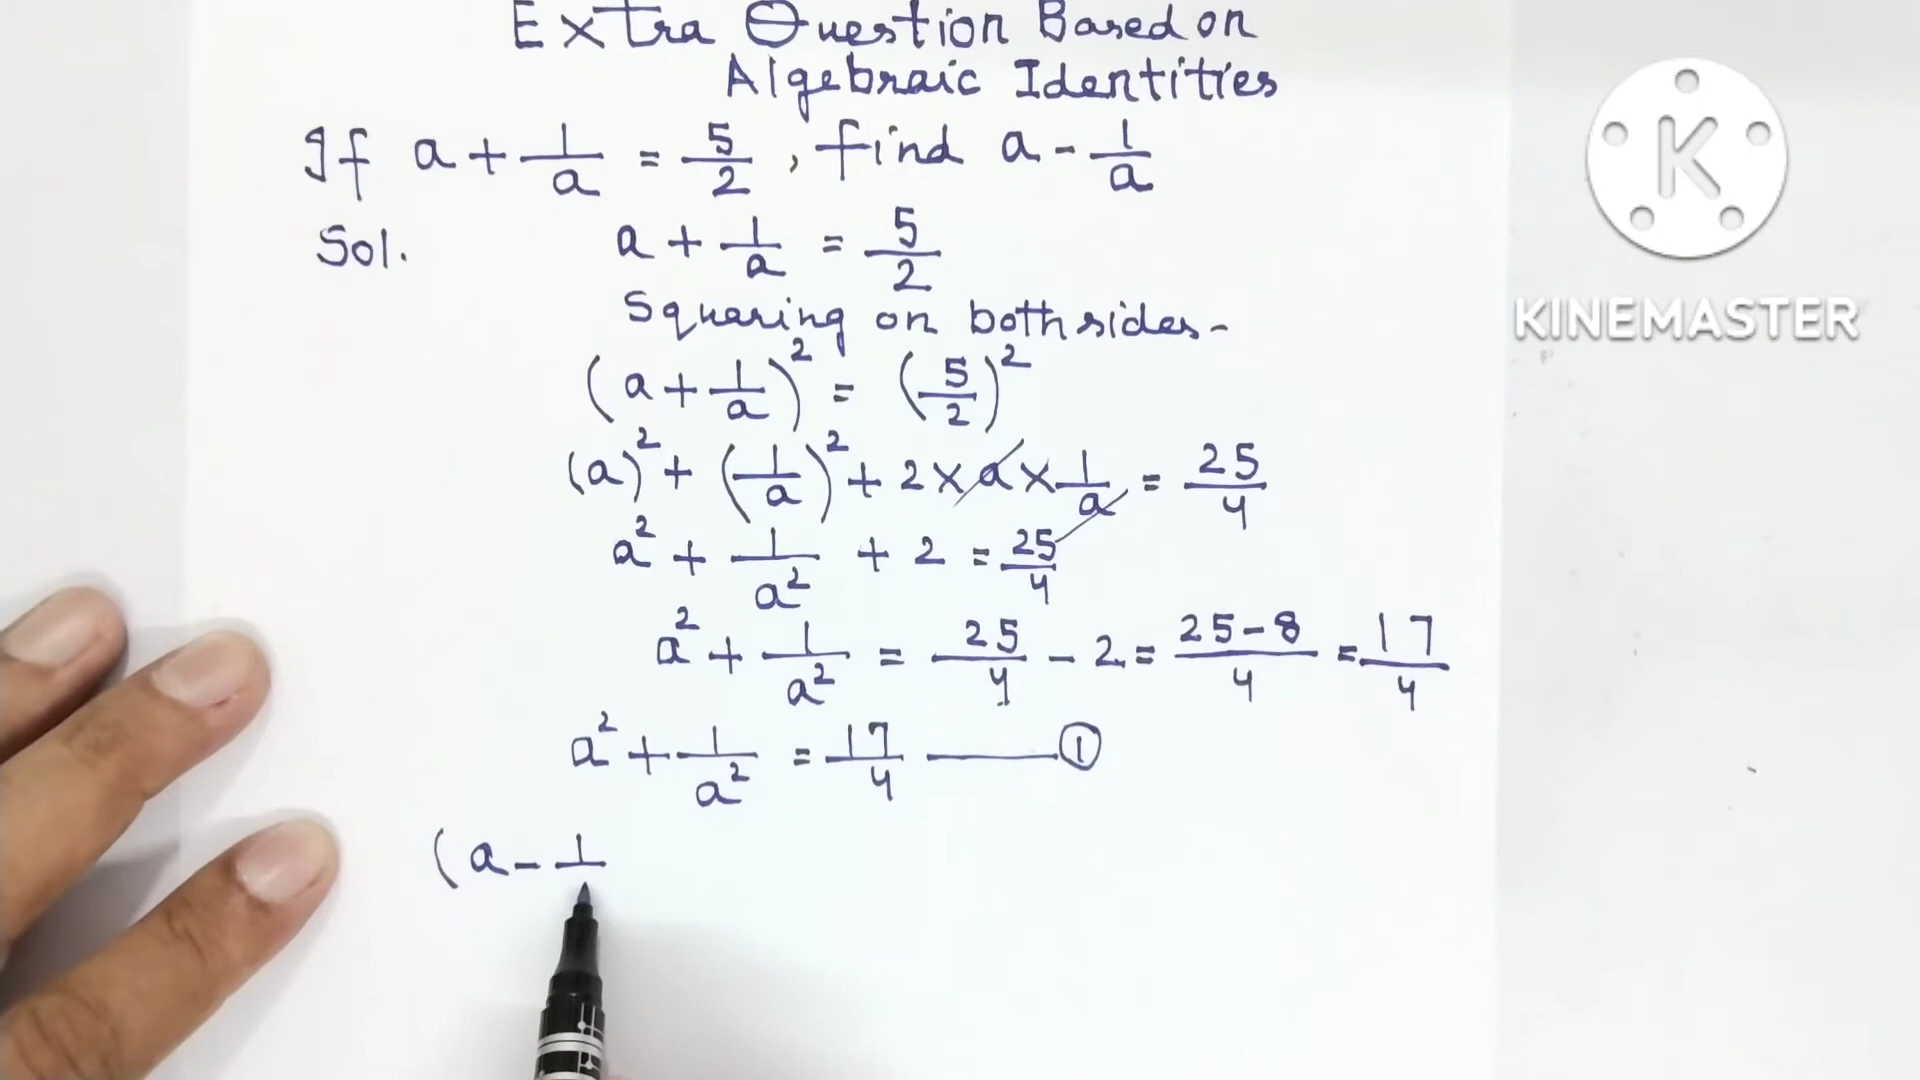 Extra Question Based on
Algebraic Identities
If a + 1/a = 5/2, find a - 1/a
Sol. a + 1/a = 5/2
Squaring on both sides-
(a + 1/a)² = (5/2)²
(a)² + (1/a)² + 2 × a × 1/a = 25/4
a² + 1/a² + 2 = 25/4
a² + 1/a² = 25/4 - 2 = 25-8/4 = 17/4
a² + 1/a² = 17/4 —— ①
(a - 1
K
KINEMASTER